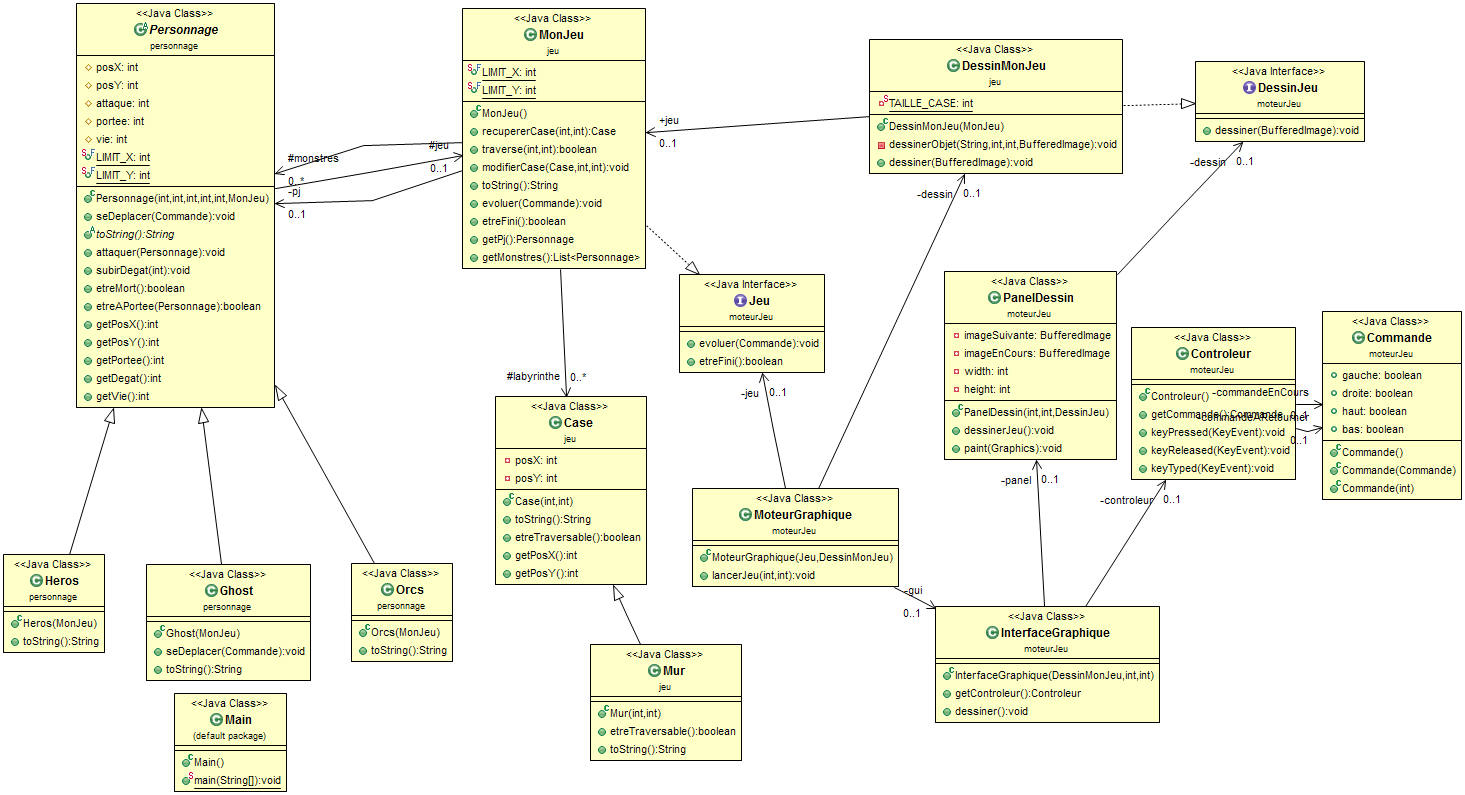 <<Java Class>>
Personnage
personnage
posX: int
posY: int
attaque: int
portee: int
vie: int
LIMIT_X: int
LIMIT_Y: int
Personnage(int,int,int,int,int,MonJeu)
seDeplacer(Commande):void
toString():String
attaquer(Personnage):void
subirDegat(int):void
etreMort():boolean
etreAPortee(Personnage):boolean
getPosX():int
getPosY():int
getPortee():int
getDegat():int
getVie():int
<<Java Class>>
MonJeu
jeu
LIMIT_X: int
LIMIT_Y: int
MonJeu()
recupererCase(int,int):Case
traverse(int,int):boolean
modifierCase(Case,int,int):void
toString():String
evoluer(Commande):void
etreFini():boolean
getPj():Personnage
getMonstres():List<Personnage>
#monstres
0..*
#jeu
0..1
-pj
0..1
<<Java Class>>
DessinMonJeu
jeu
TAILLE_CASE: int
DessinMonJeu(MonJeu)
dessinerObjet(String,int,int,BufferedImage):void
dessiner(BufferedImage):void
+jeu
0..1
<<Java Interface>>
DessinJeu
moteurJeu
dessiner(BufferedImage):void
-dessin
0..1
-dessin
0..1
<<Java Interface>>
Jeu
moteurJeu
evoluer(Commande):void
etreFini():boolean
-jeu
0..1
<<Java Class>>
PanelDessin
moteurJeu
imageSuivante: BufferedImage
imageEnCours: BufferedImage
width: int
height: int
PanelDessin(int,int,DessinJeu)
dessinerJeu():void
paint(Graphics):void
<<Java Class>>
Controleur
moteurJeu
Controleur()
getCommande():Commande
keyPressed(KeyEvent):void
keyReleased(KeyEvent):void
keyTyped(KeyEvent):void
-commandeEnCours
0..1
-commandeARetourner
0..1
<<Java Class>>
Commande
moteurJeu
gauche: boolean
droite: boolean
haut: boolean
bas: boolean
Commande()
Commande(Commande)
Commande(int)
#labyrinthe
0..*
<<Java Class>>
Case
jeu
posX: int
posY: int
Case(int,int)
toString():String
etreTraversable():boolean
getPosX():int
getPosY():int
<<Java Class>>
MoteurGraphique
moteurJeu
MoteurGraphique(Jeu,DessinMonJeu)
lancerJeu(int,int):void
-panel
0..1
-controleur
0..1
-gui
0..1
<<Java Class>>
Heros
personnage
Heros(MonJeu)
toString():String
<<Java Class>>
Ghost
personnage
Ghost(MonJeu)
seDeplacer(Commande):void
toString():String
<<Java Class>>
Orcs
personnage
Orcs(MonJeu)
toString():String
<<Java Class>>
InterfaceGraphique
moteurJeu
InterfaceGraphique(DessinMonJeu,int,int)
getControleur():Controleur
dessiner():void
<<Java Class>>
Mur
jeu
Mur(int,int)
etreTraversable():boolean
toString():String
<<Java Class>>
Main
(default package)
Main()
main(String[]):void